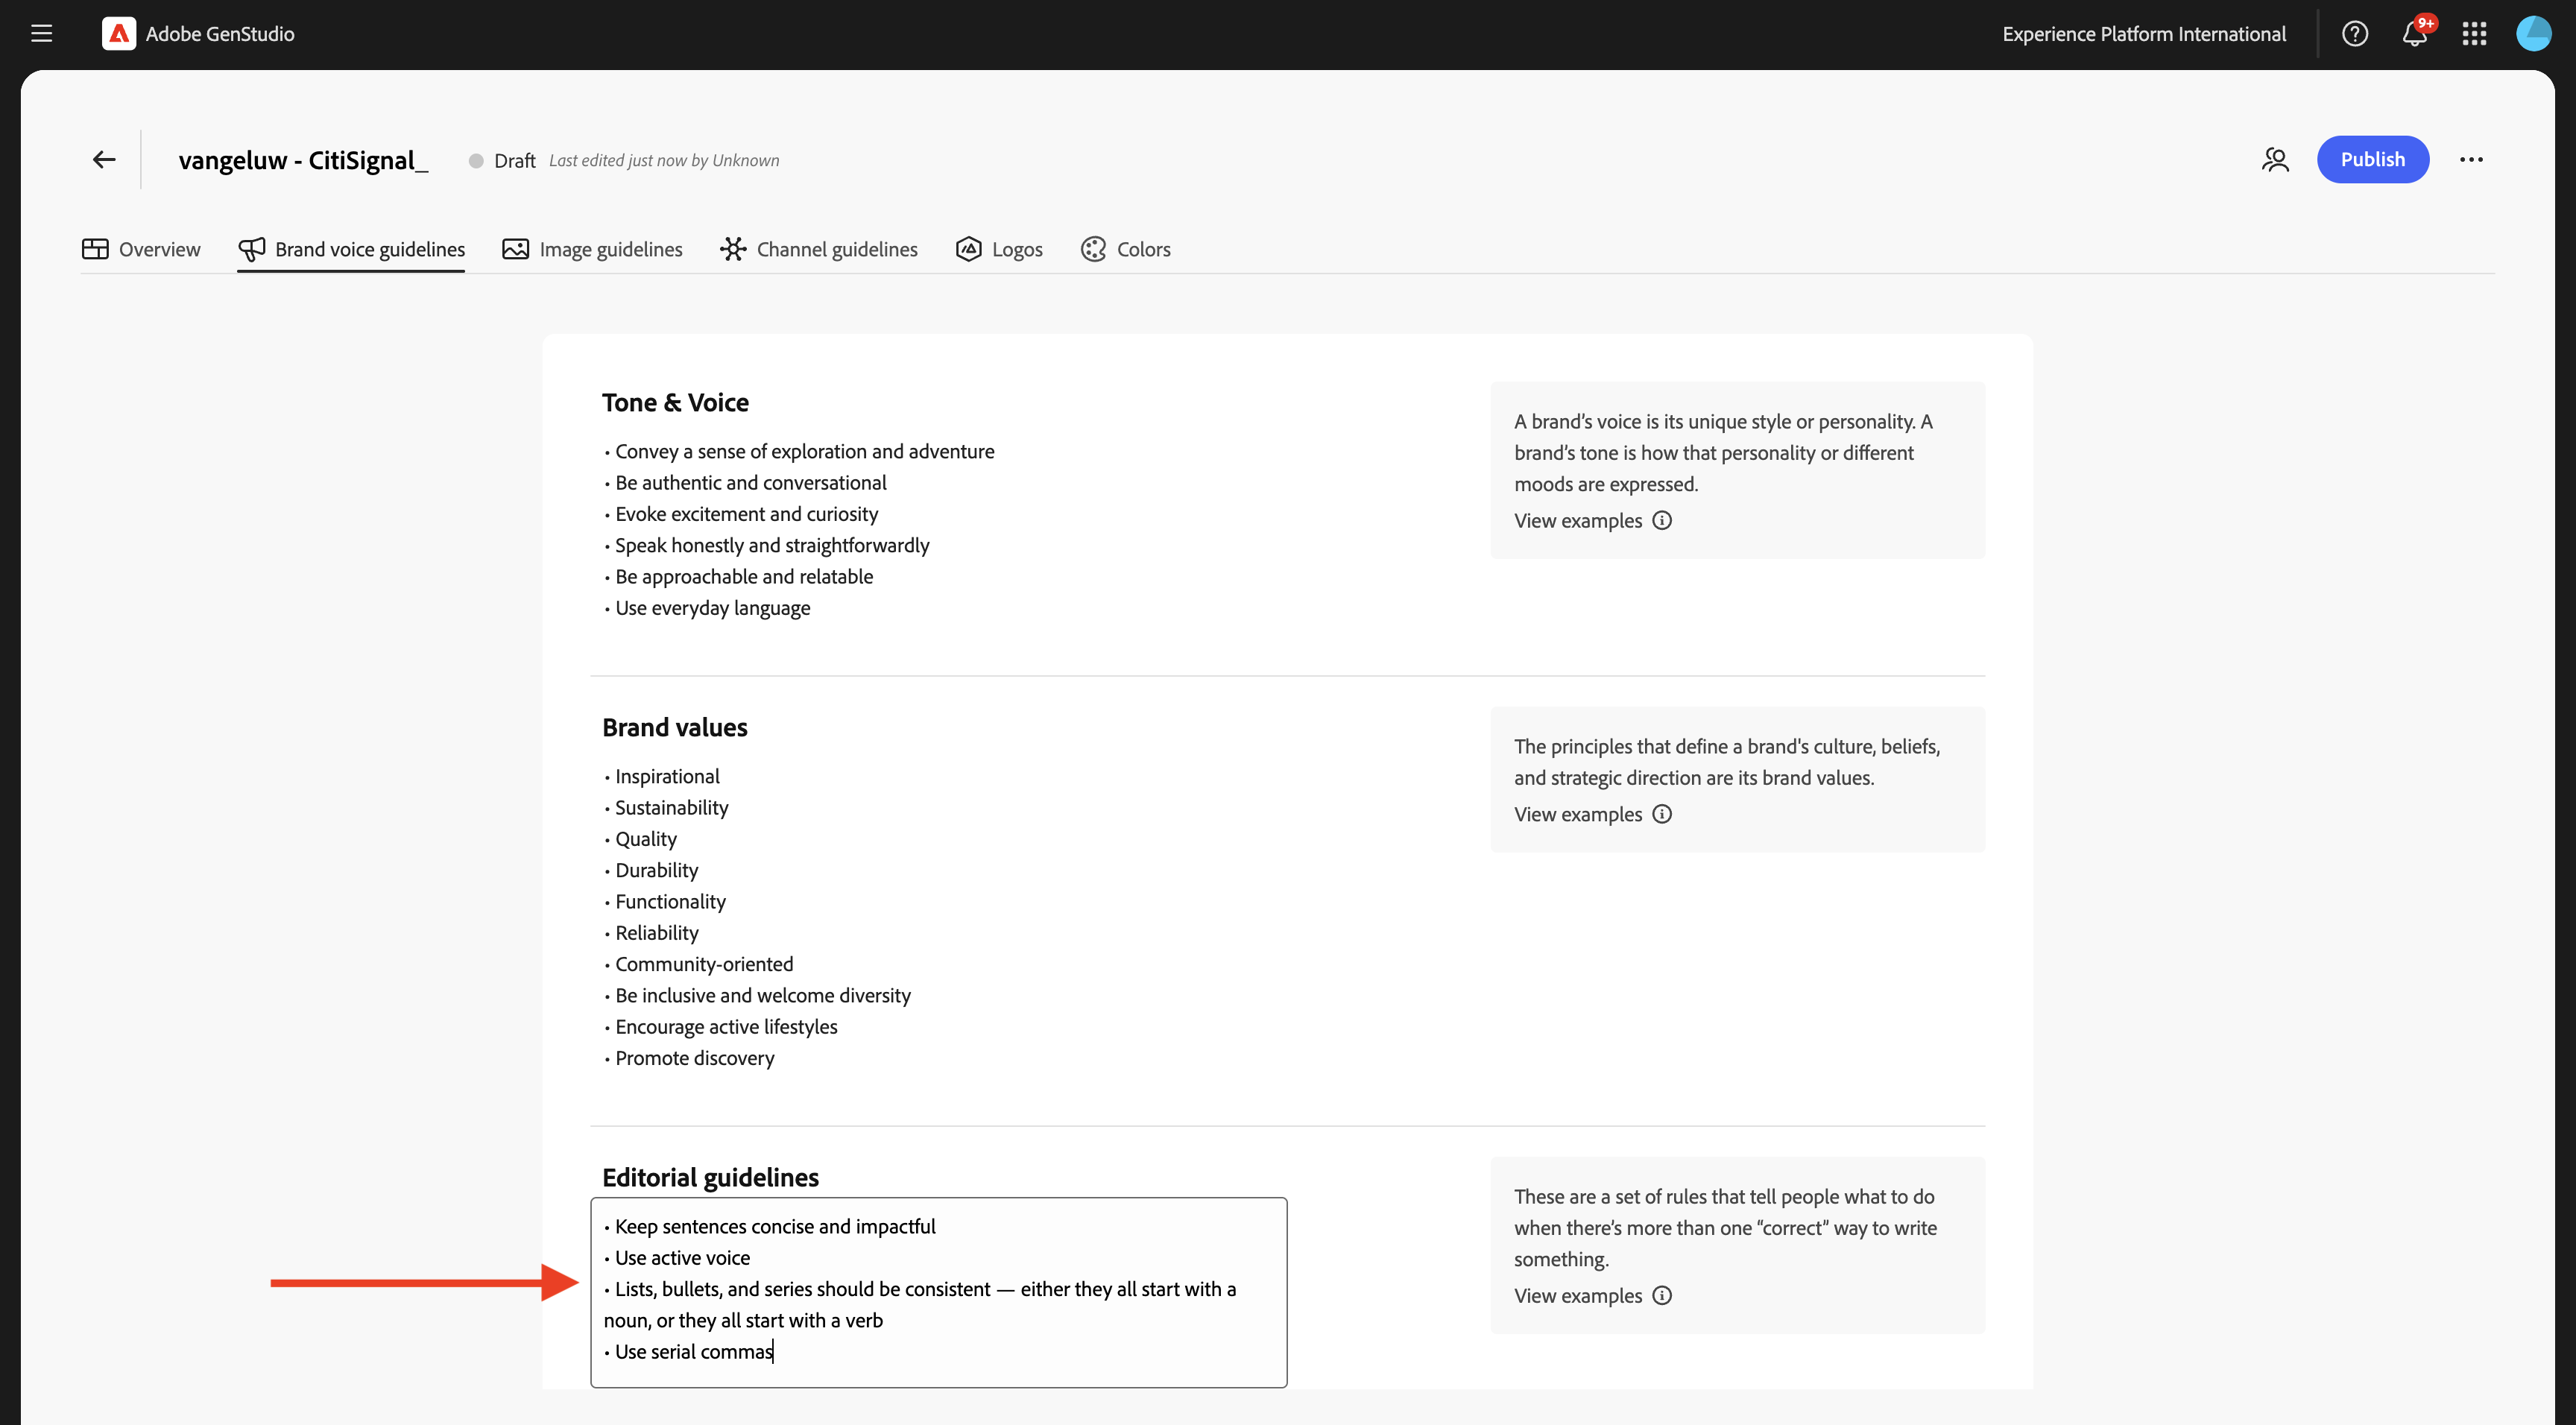 Adobe GenStudio
Experience Platform International
9+
vangeluw - CitiSignal_
Draft
Last edited just now by Unknown
Publish
Overview
Brand voice guidelines
Image guidelines
Channel guidelines
Logos
Colors
Tone & Voice
• Convey a sense of exploration and adventure
• Be authentic and conversational
• Evoke excitement and curiosity
• Speak honestly and straightforwardly
• Be approachable and relatable
• Use everyday language
A brand’s voice is its unique style or personality. A
brand’s tone is how that personality or different
moods are expressed.
View examples
Brand values
• Inspirational
• Sustainability
• Quality
• Durability
• Functionality
• Reliability
• Community-oriented
• Be inclusive and welcome diversity
• Encourage active lifestyles
• Promote discovery
The principles that define a brand's culture, beliefs,
and strategic direction are its brand values.
View examples
Editorial guidelines
• Keep sentences concise and impactful
• Use active voice
• Lists, bullets, and series should be consistent — either they all start with a
noun, or they all start with a verb
• Use serial commas
These are a set of rules that tell people what to do
when there’s more than one “correct” way to write
something.
View examples